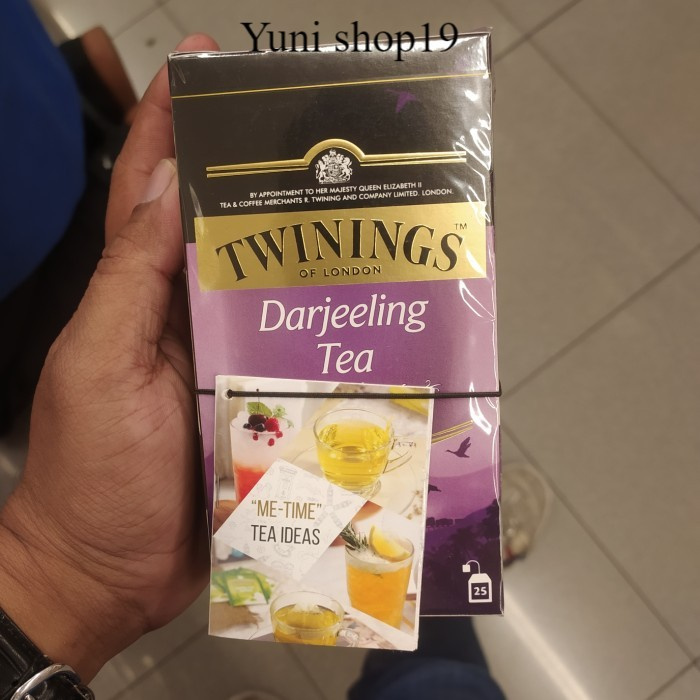 Yuni shop19
BY APPOINTMENT TO HER MAJESTY QUEEN ELIZABETH II
TEA & COFFEE MERCHANTS R. TWINING AND COMPANY LIMITED. LONDON.
TWININGS™
OF LONDON
Darjeeling
Tea
"ME-TIME"
TEA IDEAS
25